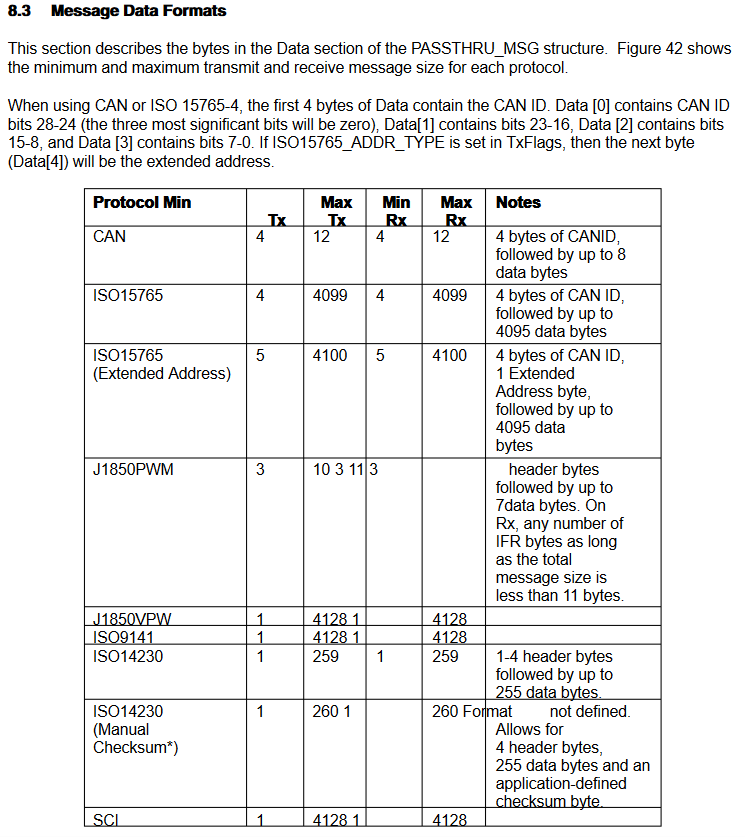 8.3 Message Data Formats
This section describes the bytes in the Data section of the PASSTHRU_MSG structure. Figure 42 shows
the minimum and maximum transmit and receive message size for each protocol.
When using CAN or ISO 15765-4, the first 4 bytes of Data contain the CAN ID. Data [0] contains CAN ID
bits 28-24 (the three most significant bits will be zero), Data[1] contains bits 23-16, Data [2] contains bits
15-8, and Data [3] contains bits 7-0. If ISO15765_ADDR_TYPE is set in TxFlags, then the next byte
(Data[4]) will be the extended address.
Protocol Min Max Min Max Notes
Tx Tx Rx Rx
CAN 4 12 4 12 4 bytes of CANID,
followed by up to 8
data bytes
ISO15765 4 4099 4 4099 4 bytes of CAN ID,
followed by up to
4095 data bytes
ISO15765 5 4100 5 4100 4 bytes of CAN ID,
(Extended Address) 1 Extended
Address byte,
followed by up to
4095 data
bytes
J1850PWM 3 10 3 11 3 header bytes
followed by up to
7data bytes. On
Rx, any number of
IFR bytes as long
as the total
message size is
less than 11 bytes.
J1850VPW 1 4128 1 4128
ISO9141 1 4128 1 4128
ISO14230 1 259 1 259 1-4 header bytes
followed by up to
255 data bytes.
ISO14230 1 260 1 260 Format not defined.
(Manual Allows for
Checksum*) 4 header bytes,
255 data bytes and an
application-defined
checksum byte.
SCI 1 4128 1 4128